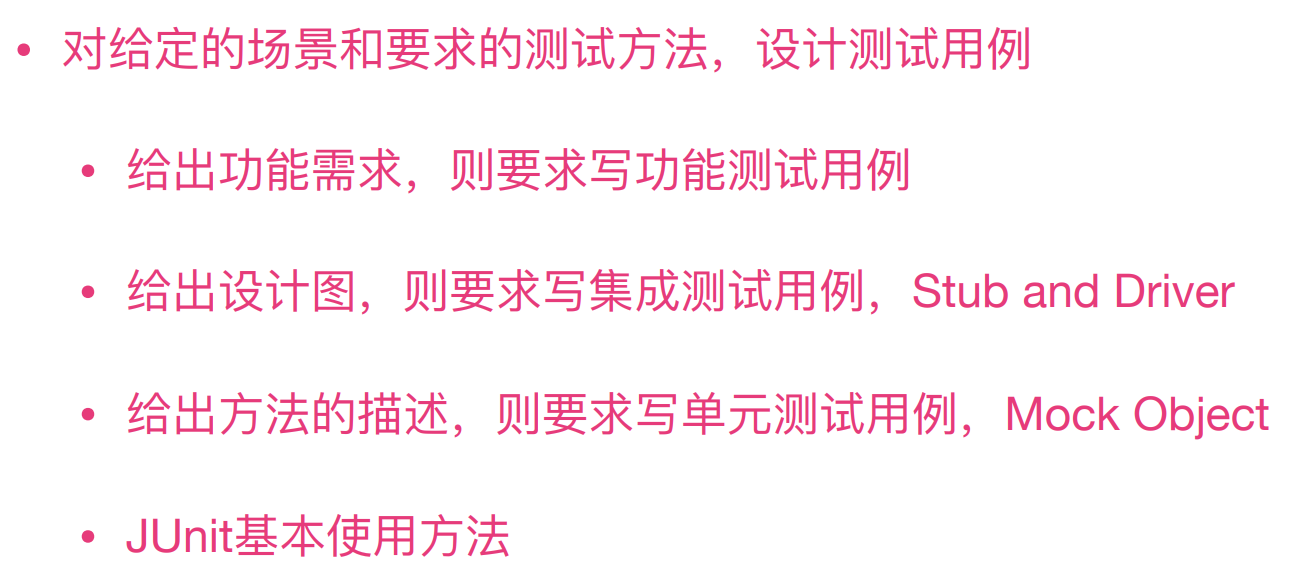 • 对给定的场景和要求的测试方法，设计测试用例
• 给出功能需求，则要求写功能测试用例
• 给出设计图，则要求写集成测试用例，Stub and Driver
• 给出方法的描述，则要求写单元测试用例，Mock Object
• JUnit基本使用方法